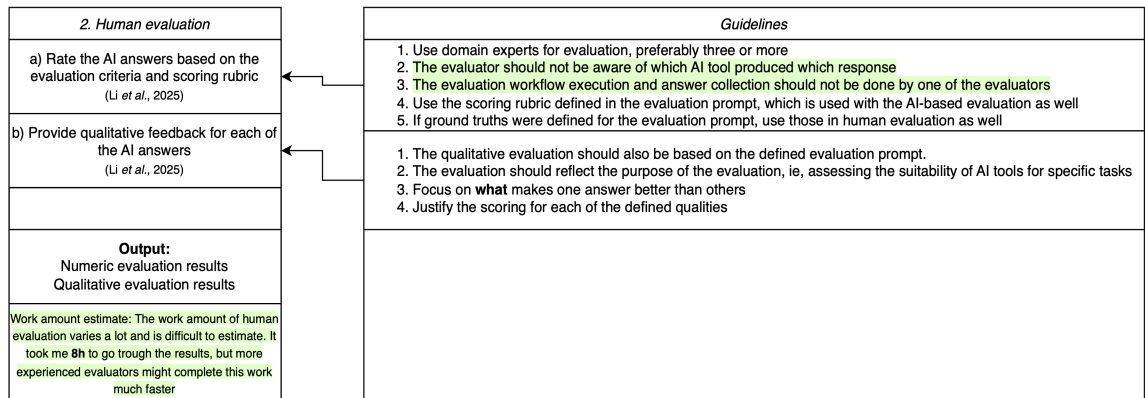 2. Human evaluation
a) Rate the AI answers based on the
evaluation criteria and scoring rubric
(Li et al., 2025)
b) Provide qualitative feedback for each of
the AI answers
(Li et al., 2025)
Output:
Numeric evaluation results
Qualitative evaluation results
Work amount estimate: The work amount of human
evaluation varies a lot and is difficult to estimate. It
took me 8h to go trough the results, but more
experienced evaluators might complete this work
much faster
Guidelines
1. Use domain experts for evaluation, preferably three or more
2. The evaluator should not be aware of which AI tool produced which response
3. The evaluation workflow execution and answer collection should not be done by one of the evaluators
4. Use the scoring rubric defined in the evaluation prompt, which is used with the AI-based evaluation as well
5. If ground truths were defined for the evaluation prompt, use those in human evaluation as well
1. The qualitative evaluation should also be based on the defined evaluation prompt.
2. The evaluation should reflect the purpose of the evaluation, ie, assessing the suitability of AI tools for specific tasks
3. Focus on what makes one answer better than others
4. Justify the scoring for each of the defined qualities